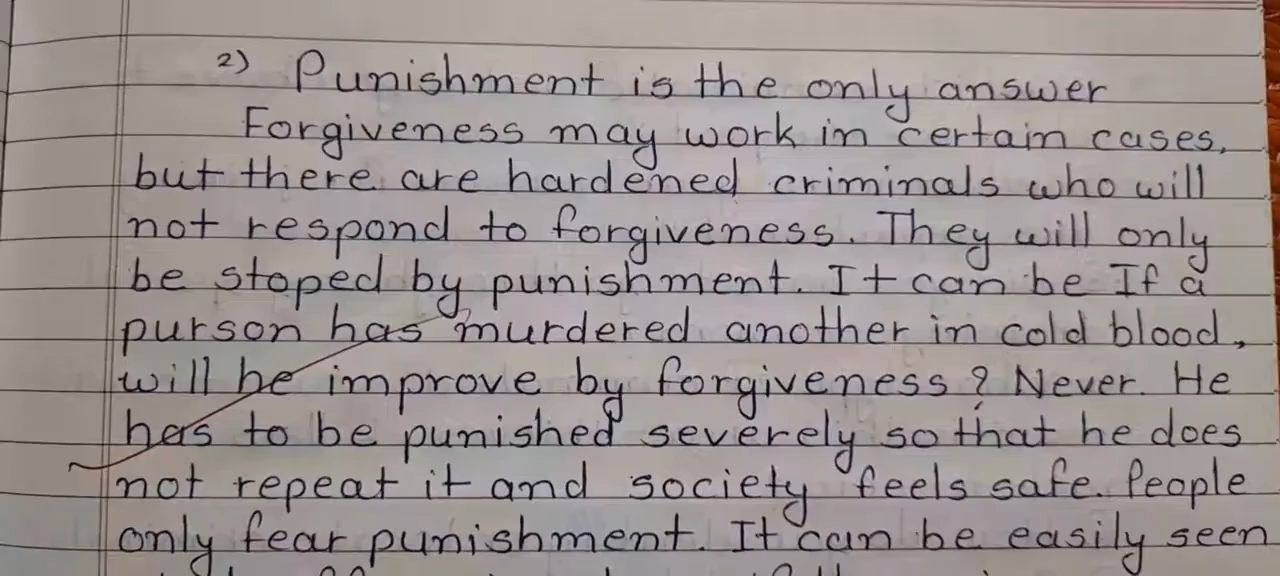 2) Punishment is the only answer
Forgiveness may work in certain cases,
but there are hardened criminals who will
not respond to forgiveness. They will only
be stoped by punishment. It can be If a
purson has murdered another in cold blood,
will he improve by forgiveness? Never. He
has to be punished severely so that he does
not repeat it and society feels safe. People
only fear punishment. It can be easily seen